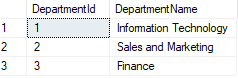 DepartmentId DepartmentName
1 1 Information Technology
2 2 Sales and Marketing
3 3 Finance